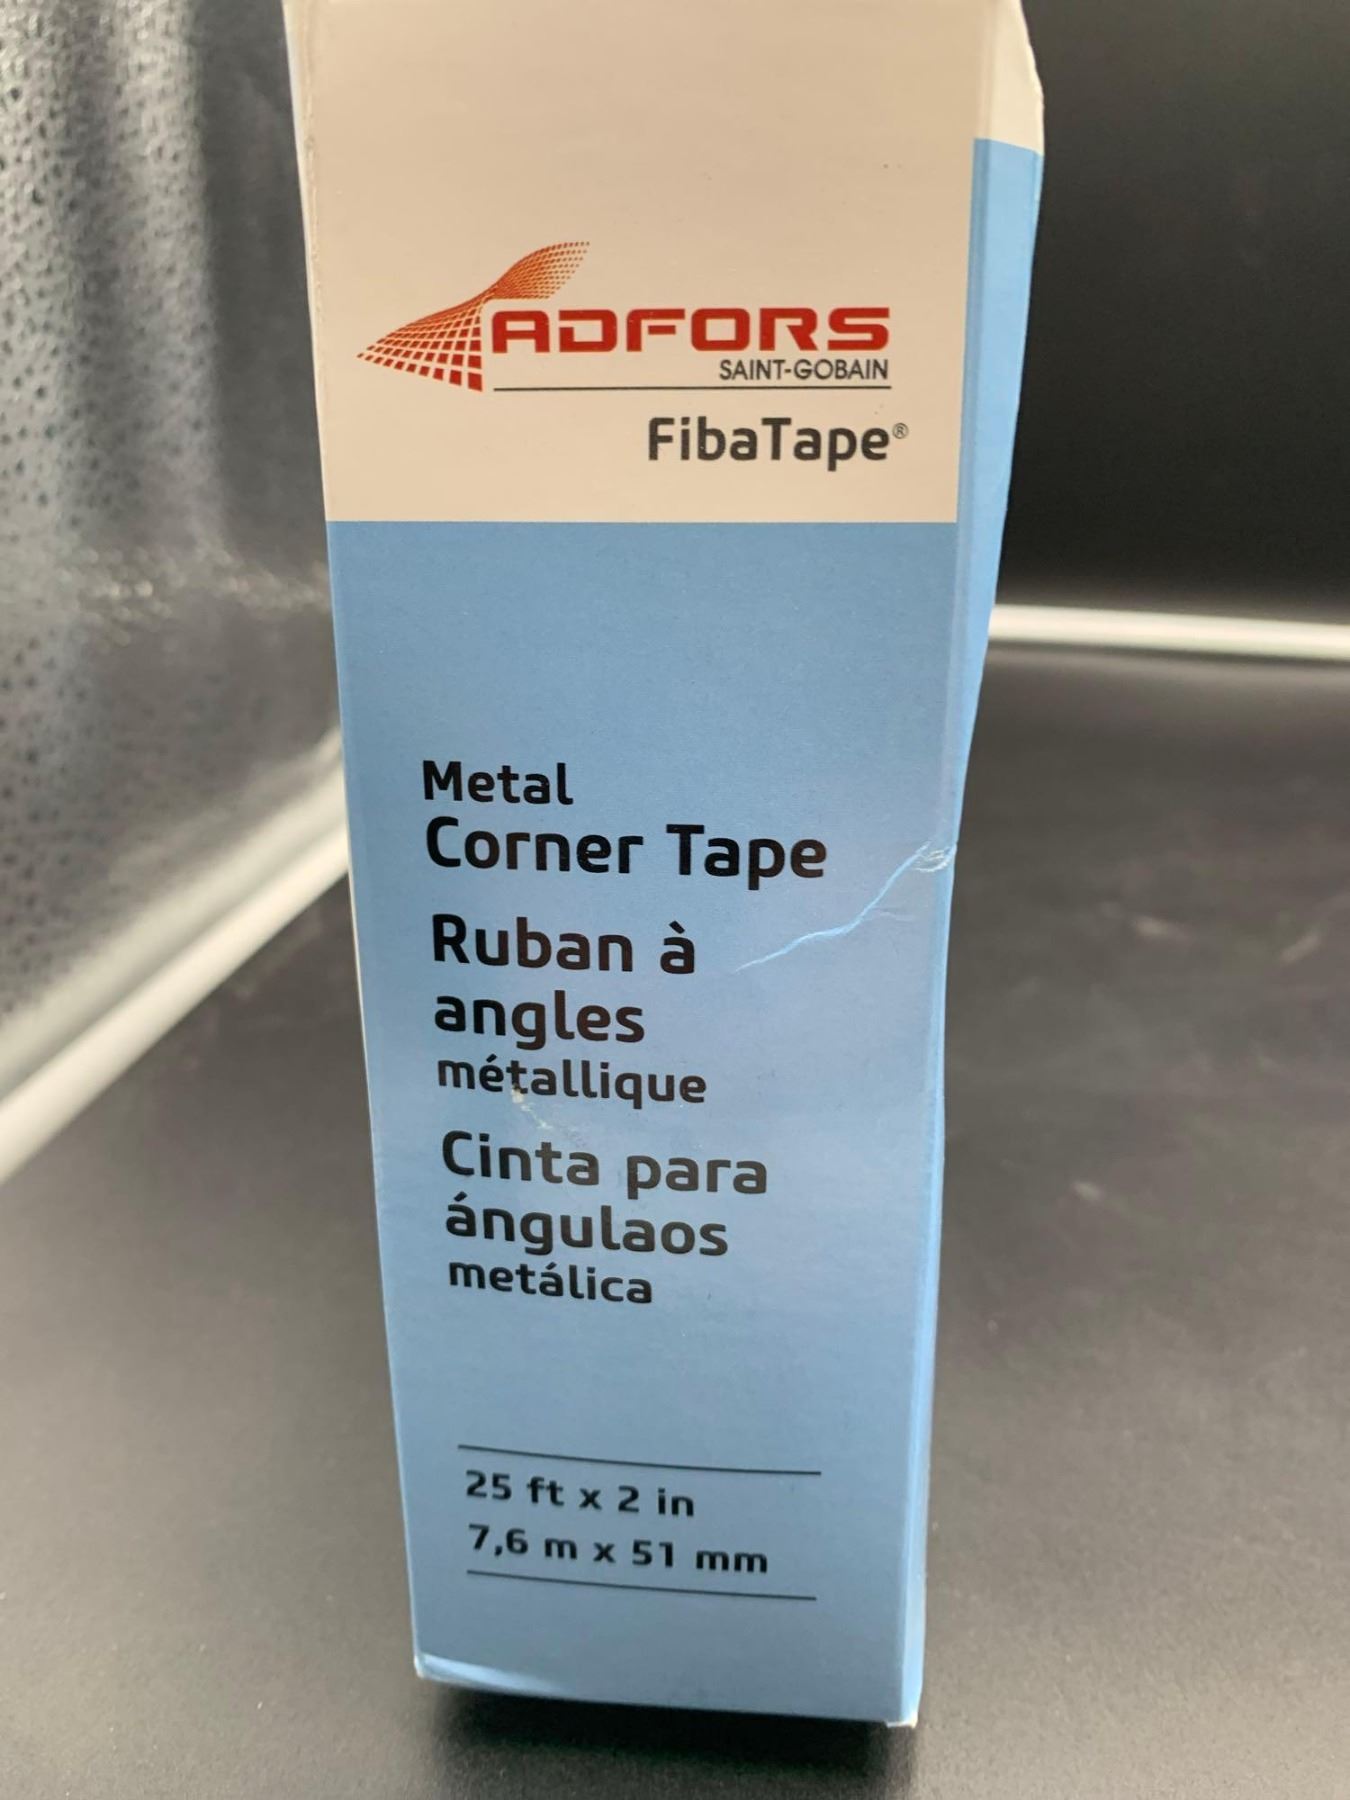 ADFORS
SAINT-GOBAIN
FibaTape®
Metal
Corner Tape
Ruban à
angles
métallique
Cinta para
ángulaos
metálica
25 ft x 2 in
7,6 m x 51 mm